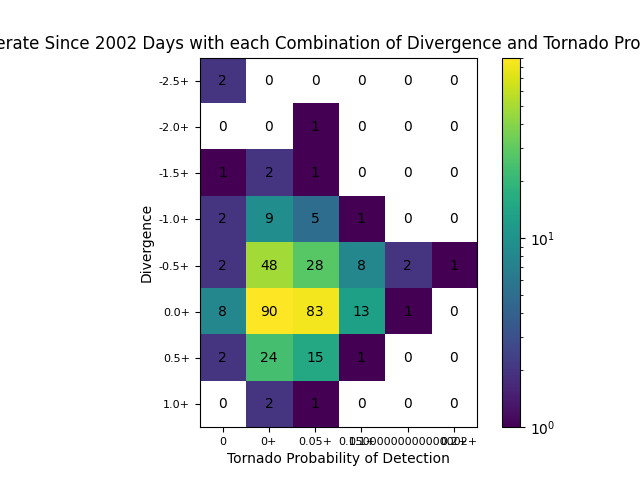 erate Since 2002 Days with each Combination of Divergence and Tornado Pro
-2.5+ 2 0 0 0 0 0
-2.0+ 0 0 1 0 0 0
-1.5+ 1 2 1 0 0 0
-1.0+ 2 9 5 1 0 0
-0.5+ 2 48 28 8 2 1
0.0+ 8 90 83 13 1 0
0.5+ 2 24 15 1 0 0
1.0+ 0 2 1 0 0 0
0 0+ 0.05+
Divergence
Tornado Probability of Detection
10¹
10⁰